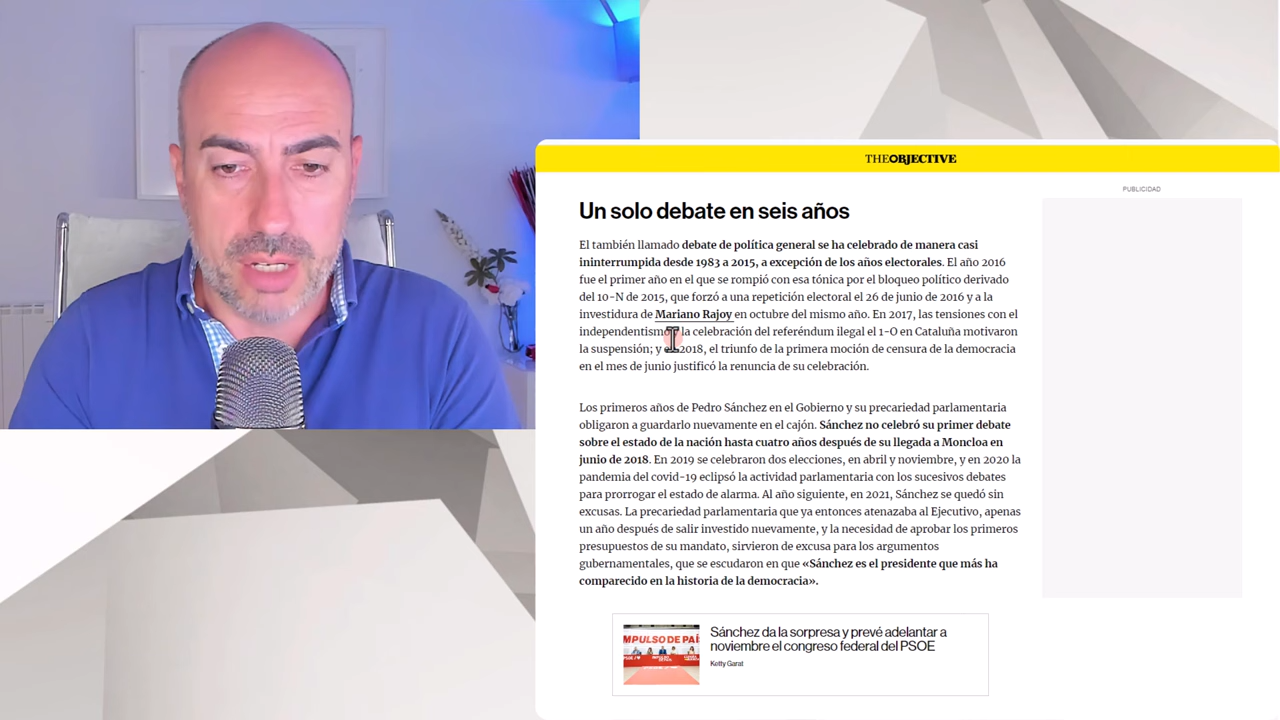 THEOBJECTIVE
PUBLICIDAD
Un solo debate en seis años
El también llamado debate de política general se ha celebrado de manera casi
ininterrumpida desde 1983 a 2015, a excepción de los años electorales. El año 2016
fue el primer año en el que se rompió con esa tónica por el bloqueo político derivado
del 10-N de 2015, que forzó a una repetición electoral el 26 de junio de 2016 y a la
investidura de Mariano Rajoy en octubre del mismo año. En 2017, las tensiones con el
independentismo la celebración del referéndum ilegal el 1-O en Cataluña motivaron
la suspensión; y 2018, el triunfo de la primera moción de censura de la democracia
en el mes de junio justificó la renuncia de su celebración.
Los primeros años de Pedro Sánchez en el Gobierno y su precariedad parlamentaria
obligaron a guardarlo nuevamente en el cajón. Sánchez no celebró su primer debate
sobre el estado de la nación hasta cuatro años después de su llegada a Moncloa en
junio de 2018. En 2019 se celebraron dos elecciones, en abril y noviembre, y en 2020 la
pandemia del covid-19 eclipsó la actividad parlamentaria con los sucesivos debates
para prorrogar el estado de alarma. Al año siguiente, en 2021, Sánchez se quedó sin
excusas. La precariedad parlamentaria que ya entonces atenazaba al Ejecutivo, apenas
un año después de salir investido nuevamente, y la necesidad de aprobar los primeros
presupuestos de su mandato, sirvieron de excusa para los argumentos
gubernamentales, que se escudaron en que «Sánchez es el presidente que más ha
comparecido en la historia de la democracia».
MPULSO DE PAÍ
Sánchez da la sorpresa y prevé adelantar a
noviembre el congreso federal del PSOE
Ketty Garat